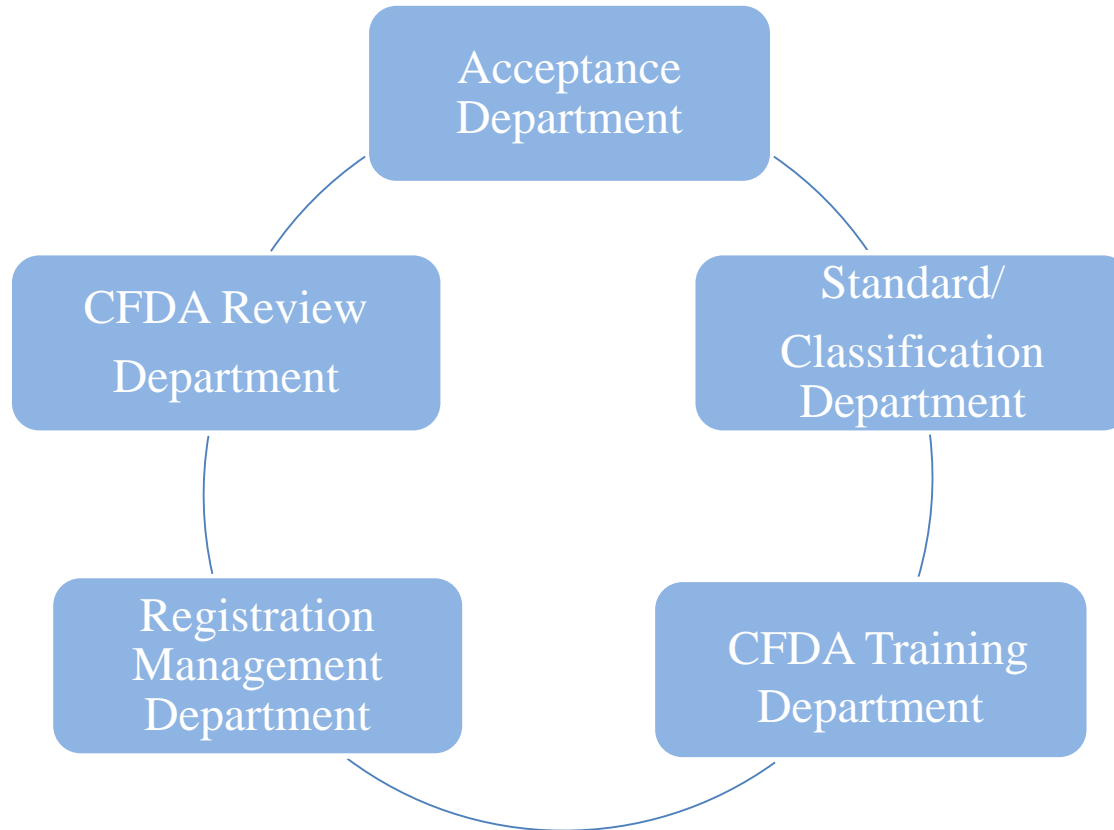 Acceptance
Department
CFDA Review
Department
Standard/
Classification
Department
Registration
Management
Department
CFDA Training
Department